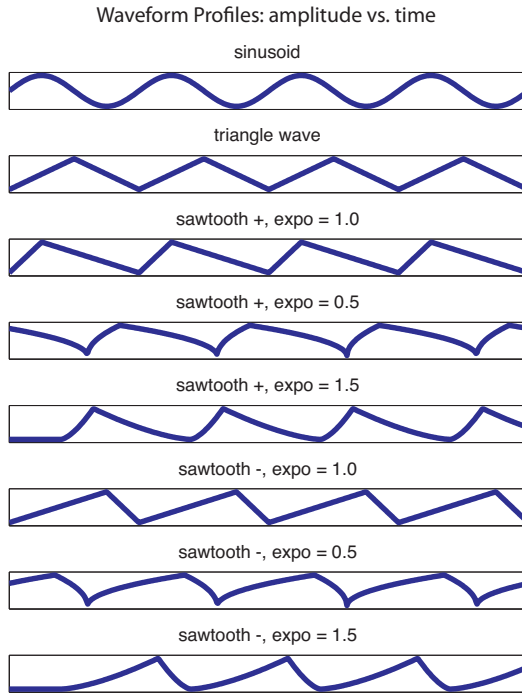 Waveform Profiles: amplitude vs. time
sinusoid
triangle wave
sawtooth +, expo = 1.0
sawtooth +, expo = 0.5
sawtooth +, expo = 1.5
sawtooth -, expo = 1.0
sawtooth -, expo = 0.5
sawtooth -, expo = 1.5